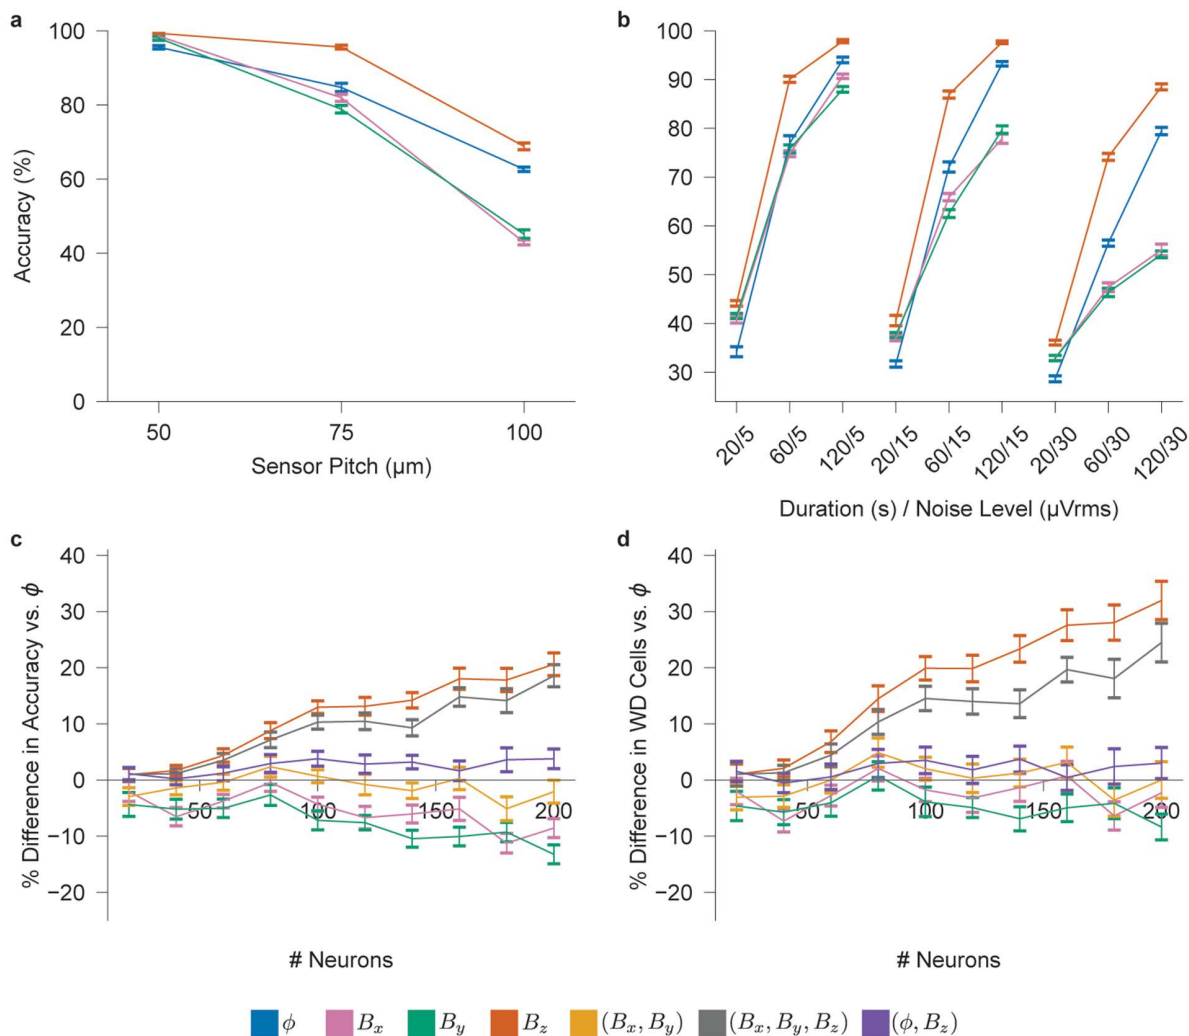 a
100
80
60
40
20
0
Accuracy (%)
50 75 100
Sensor Pitch (µm)
b
100
90
80
70
60
50
40
30
20/5 60/5 120/5 20/15 60/15 120/15 20/30 60/30 120/30
Duration (s) / Noise Level (µVrms)
c
40
30
20
10
0
−10
−20
% Difference in Accuracy vs. ϕ
50 100 150 200
# Neurons
d
40
30
20
10
0
−10
−20
% Difference in WD Cells vs. ϕ
50 100 150 200
# Neurons
ϕ Bx By Bz (Bx, By) (Bx, By, Bz) (ϕ, Bz)